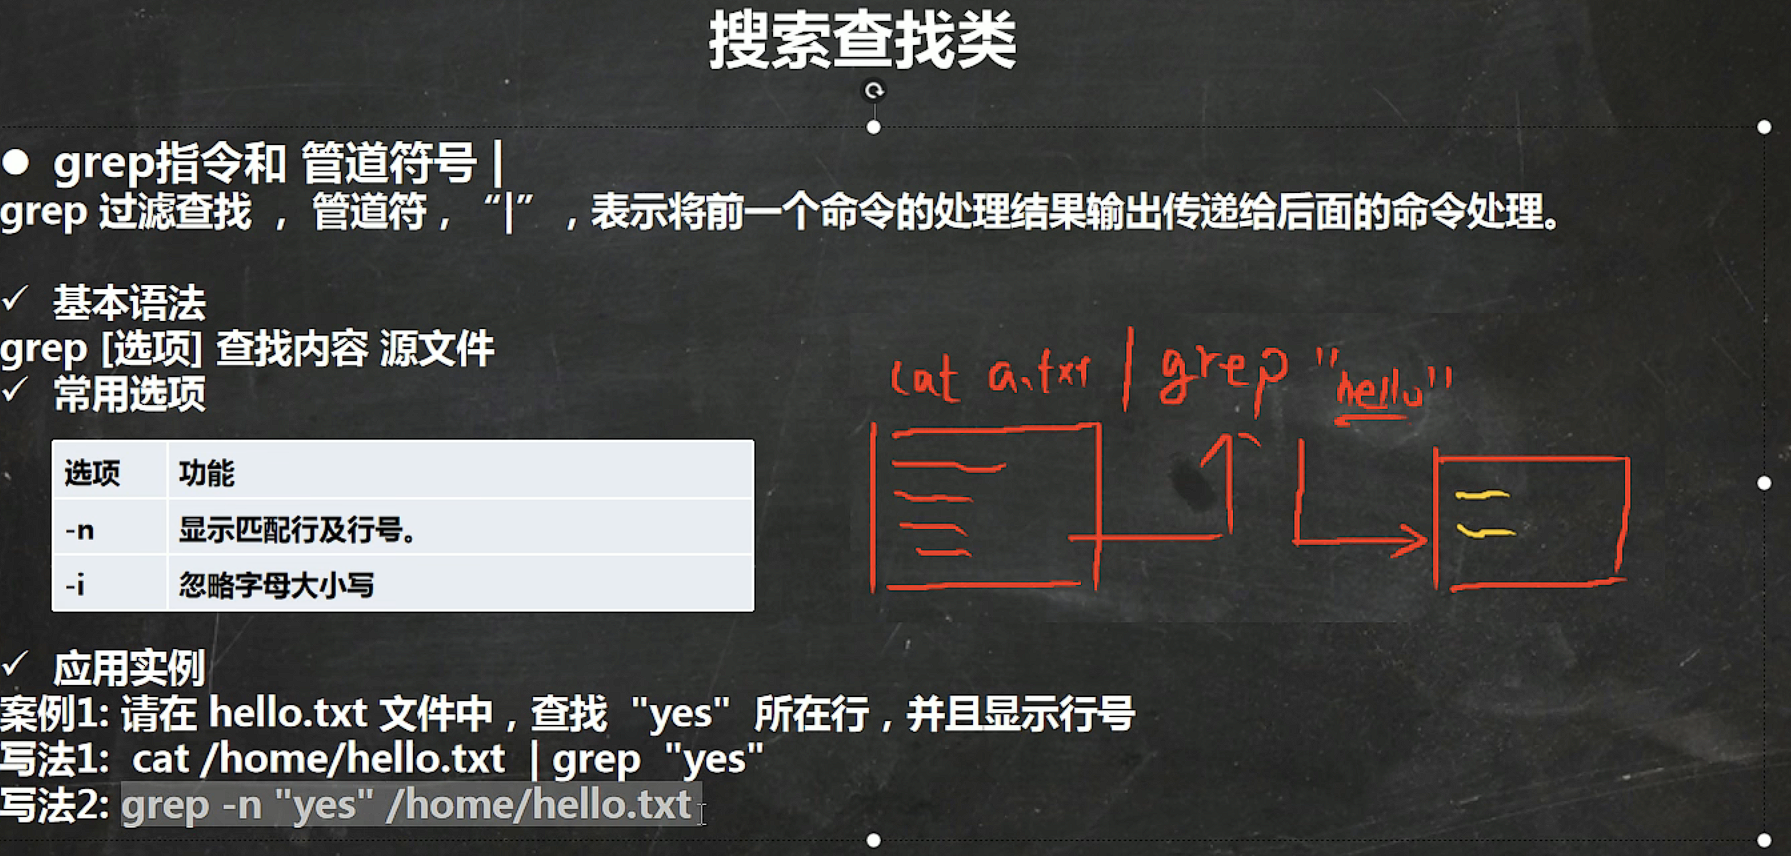 搜索查找类
● grep指令和 管道符号 |
grep 过滤查找 ， 管道符， “|” ，表示将前一个命令的处理结果输出传递给后面的命令处理。
✓ 基本语法
grep [选项] 查找内容 源文件
✓ 常用选项
选项 功能
-n 显示匹配行及行号。
-i 忽略字母大小写
cat a.txt | grep "hello"
✓ 应用实例
案例1: 请在 hello.txt 文件中，查找 "yes" 所在行，并且显示行号
写法1: cat /home/hello.txt | grep "yes"
写法2: grep -n "yes" /home/hello.txt